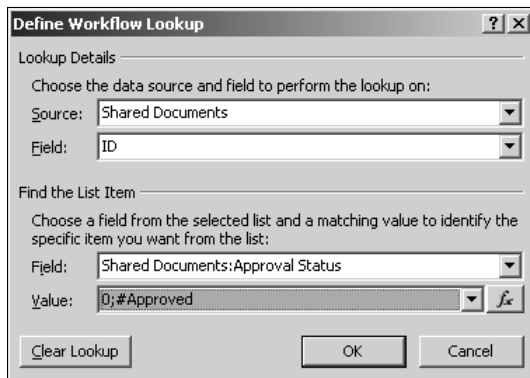 Define Workflow Lookup
Lookup Details
Choose the data source and field to perform the lookup on:
Source: Shared Documents
Field: ID
Find the List Item
Choose a field from the selected list and a matching value to identify the
specific item you want from the list:
Field: Shared Documents:Approval Status
Value: 0;#Approved fx
Clear Lookup OK Cancel